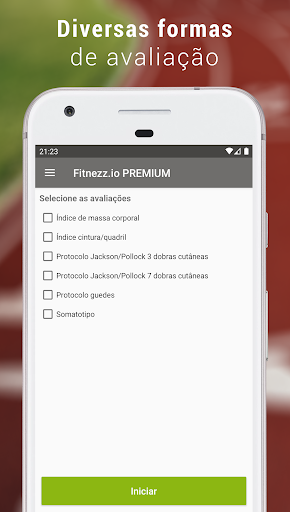 Diversas formas
de avaliação
21:23
Fitnezz.io PREMIUM
Selecione as avaliações
Índice de massa corporal
Índice cintura/quadril
Protocolo Jackson/Pollock 3 dobras cutâneas
Protocolo Jackson/Pollock 7 dobras cutâneas
Protocolo guedes
Somatotipo
Iniciar